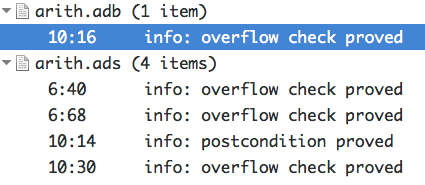 arith.adb (1 item)
10:16 info: overflow check proved
arith.ads (4 items)
6:40 info: overflow check proved
6:68 info: overflow check proved
10:14 info: postcondition proved
10:30 info: overflow check proved